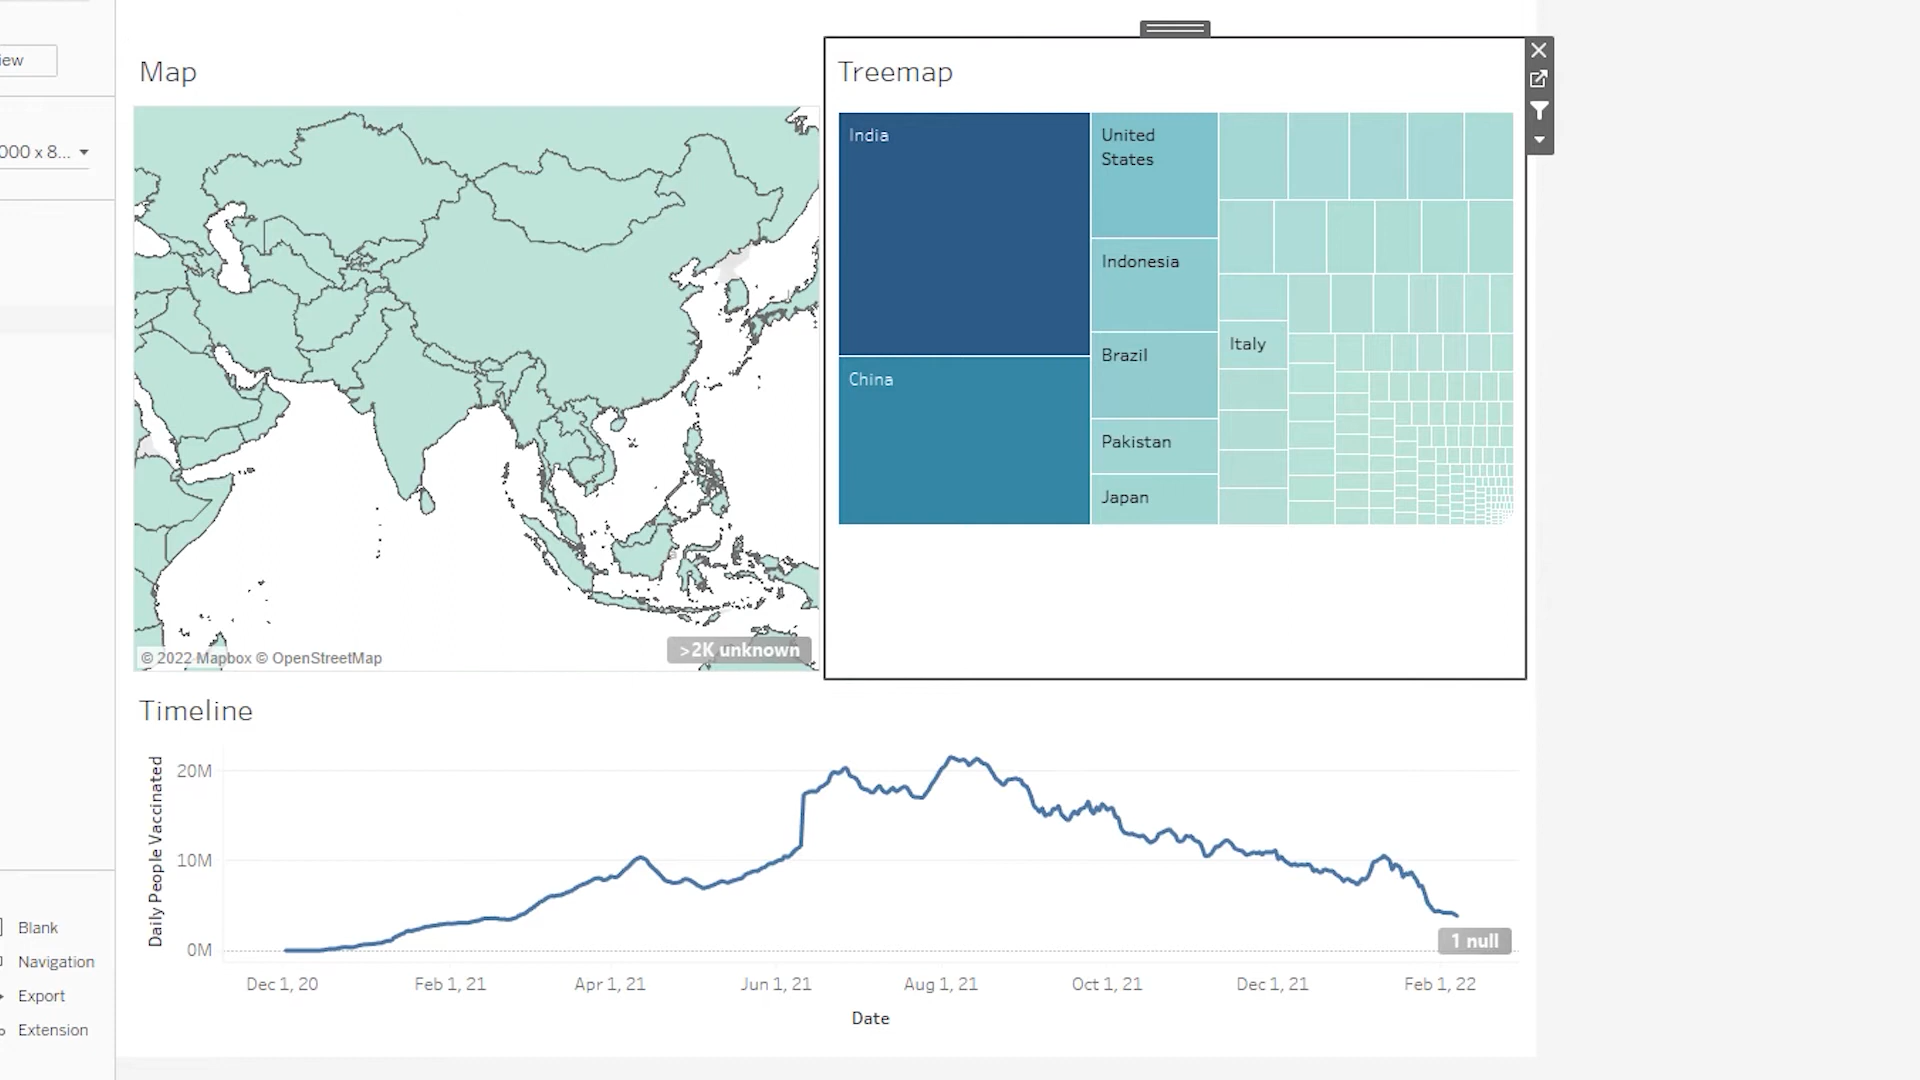 iew
000 x 8...
Map
© 2022 Mapbox © OpenStreetMap
>2K unknown
Treemap
India
China
United
States
Indonesia
Brazil
Pakistan
Japan
Italy
Timeline
Daily People Vaccinated
20M
10M
0M
1 null
Dec 1, 20
Feb 1, 21
Apr 1, 21
Jun 1, 21
Aug 1, 21
Oct 1, 21
Dec 1, 21
Feb 1, 22
Date
Blank
Navigation
Export
Extension